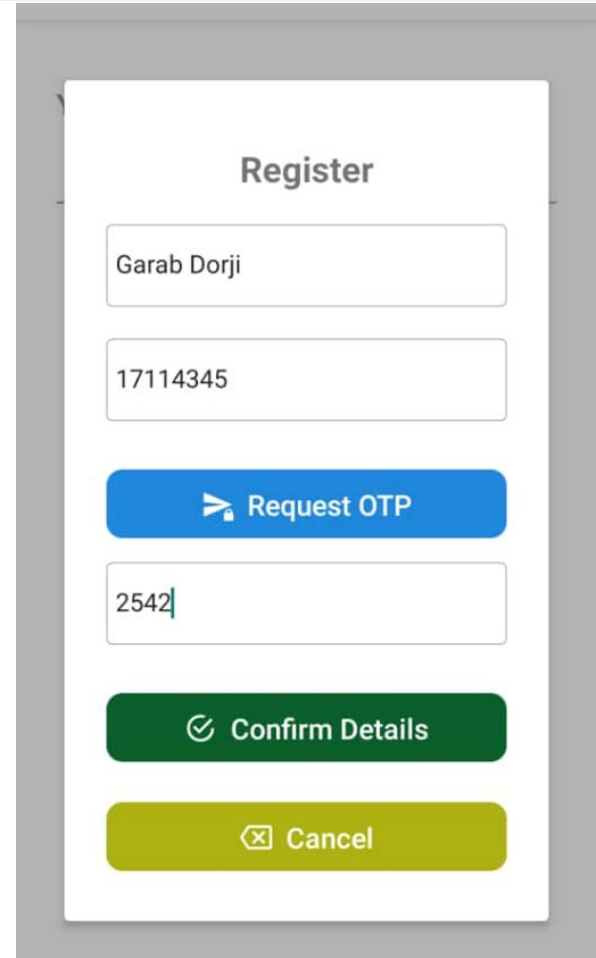 Register
Garab Dorji
17114345
Request OTP
2542
Confirm Details
Cancel